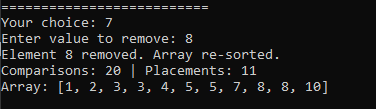 ==========================
Your choice: 7
Enter value to remove: 8
Element 8 removed. Array re-sorted.
Comparisons: 20 | Placements: 11
Array: [1, 2, 3, 3, 4, 5, 5, 7, 8, 8, 10]